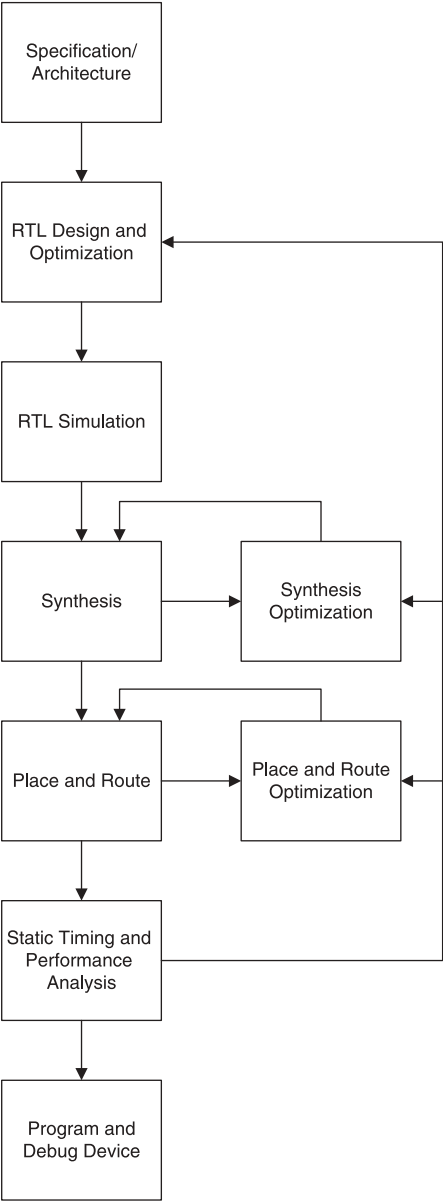 Specification/
Architecture
RTL Design and
Optimization
RTL Simulation
Synthesis
Synthesis
Optimization
Place and Route
Place and Route
Optimization
Static Timing and
Performance
Analysis
Program and
Debug Device